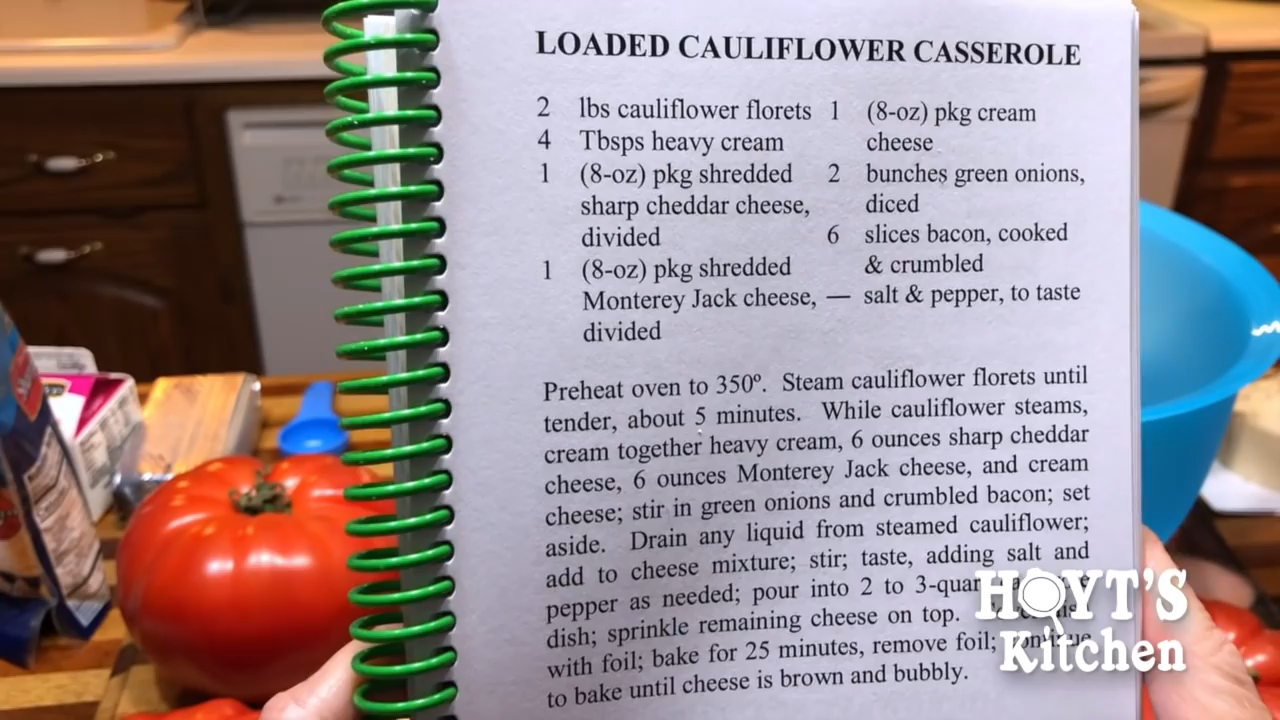 LOADED CAULIFLOWER CASSEROLE
2 lbs cauliflower florets
4 Tbsps heavy cream
1 (8-oz) pkg shredded
sharp cheddar cheese,
divided
1 (8-oz) pkg shredded
Monterey Jack cheese,
divided
1 (8-oz) pkg cream
cheese
2 bunches green onions,
diced
6 slices bacon, cooked
& crumbled
— salt & pepper, to taste
Preheat oven to 350º. Steam cauliflower florets until
tender, about 5 minutes. While cauliflower steams,
cream together heavy cream, 6 ounces sharp cheddar
cheese, 6 ounces Monterey Jack cheese, and cream
cheese; stir in green onions and crumbled bacon; set
aside. Drain any liquid from steamed cauliflower;
add to cheese mixture; stir; taste, adding salt and
pepper as needed; pour into 2 to 3-quart
dish; sprinkle remaining cheese on top.
with foil; bake for 25 minutes, remove foil; continue
to bake until cheese is brown and bubbly.
HOYT'S
Kitchen